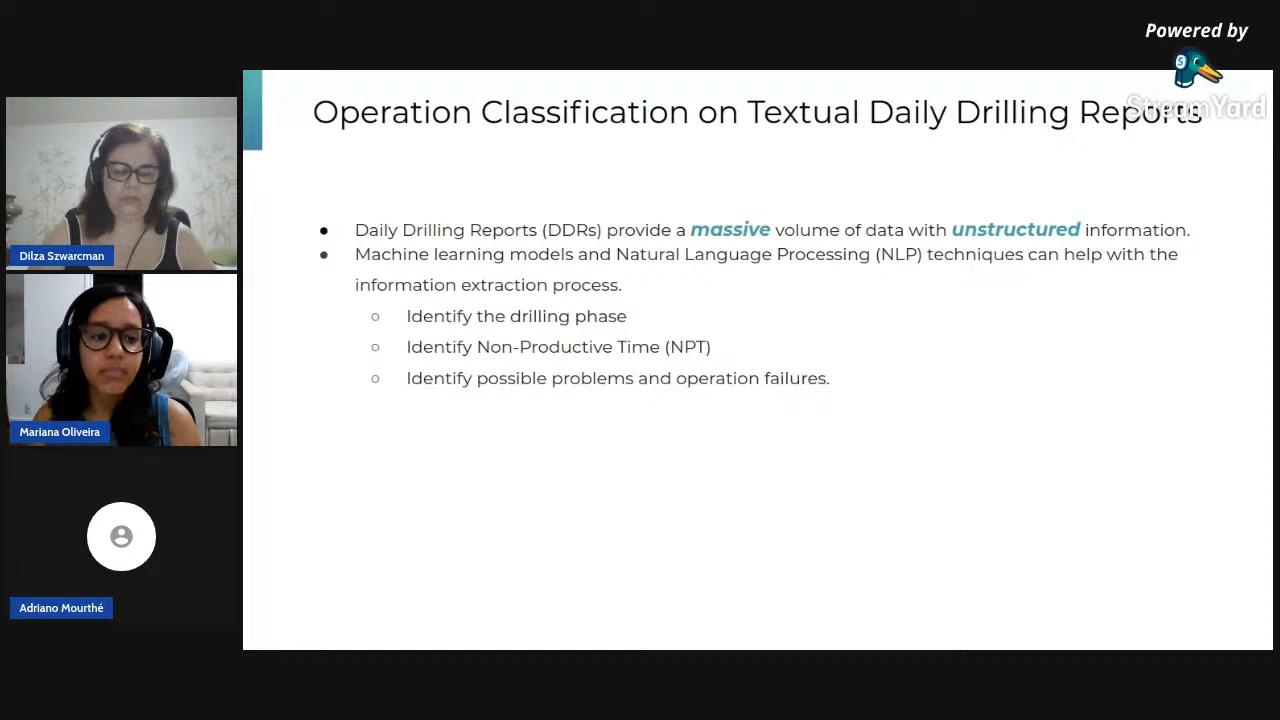 Powered by
StreamYard
Operation Classification on Textual Daily Drilling Reports
● Daily Drilling Reports (DDRs) provide a massive volume of data with unstructured information.
● Machine learning models and Natural Language Processing (NLP) techniques can help with the
information extraction process.
○ Identify the drilling phase
○ Identify Non-Productive Time (NPT)
○ Identify possible problems and operation failures.
Dilza Szwarcman
Mariana Oliveira
Adriano Mourthé